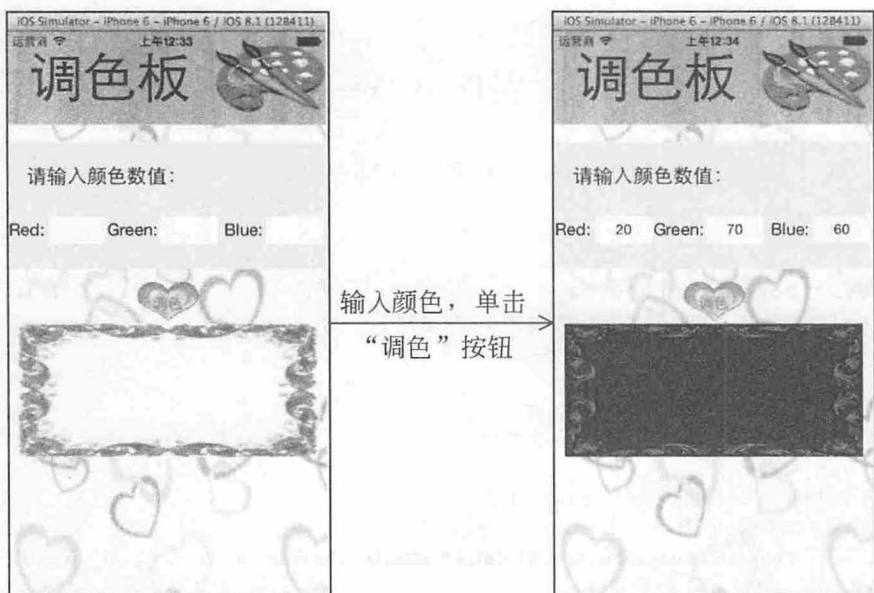 iOS Simulator – iPhone 6 – iPhone 6 / iOS 8.1 (12B411)
运营商 上午12:33
调色板
请输入颜色数值：
Red: Green: Blue:
调色
输入颜色，单击
“调色”按钮
iOS Simulator – iPhone 6 – iPhone 6 / iOS 8.1 (12B411)
运营商 上午12:34
调色板
请输入颜色数值：
Red: 20 Green: 70 Blue: 60
调色